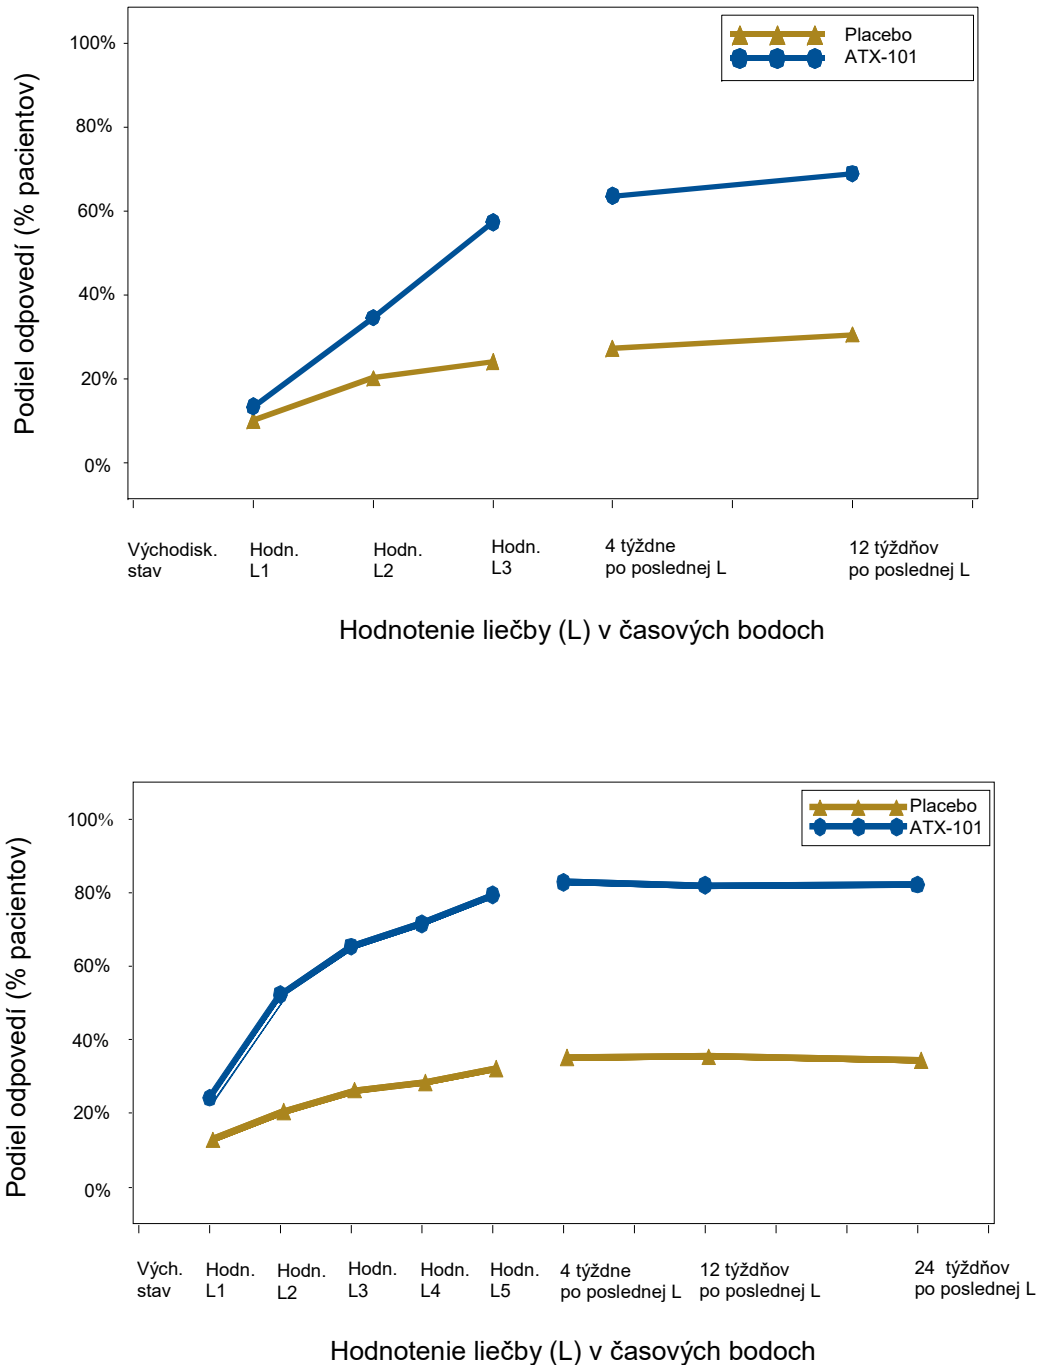 Podiel odpovedí (% pacientov)
100%
80%
60%
40%
20%
0%
Placebo
ATX-101
Východisk.
stav
Hodn.
L1
Hodn.
L2
Hodn.
L3
4 týždne
po poslednej L
12 týždňov
po poslednej L
Hodnotenie liečby (L) v časových bodoch
Podiel odpovedí (% pacientov)
100%
80%
60%
40%
20%
0%
Placebo
ATX-101
Vých.
stav
Hodn.
L1
Hodn.
L2
Hodn.
L3
Hodn.
L4
Hodn.
L5
4 týždne
po poslednej L
12 týždňov
po poslednej L
24 týždňov
po poslednej L
Hodnotenie liečby (L) v časových bodoch